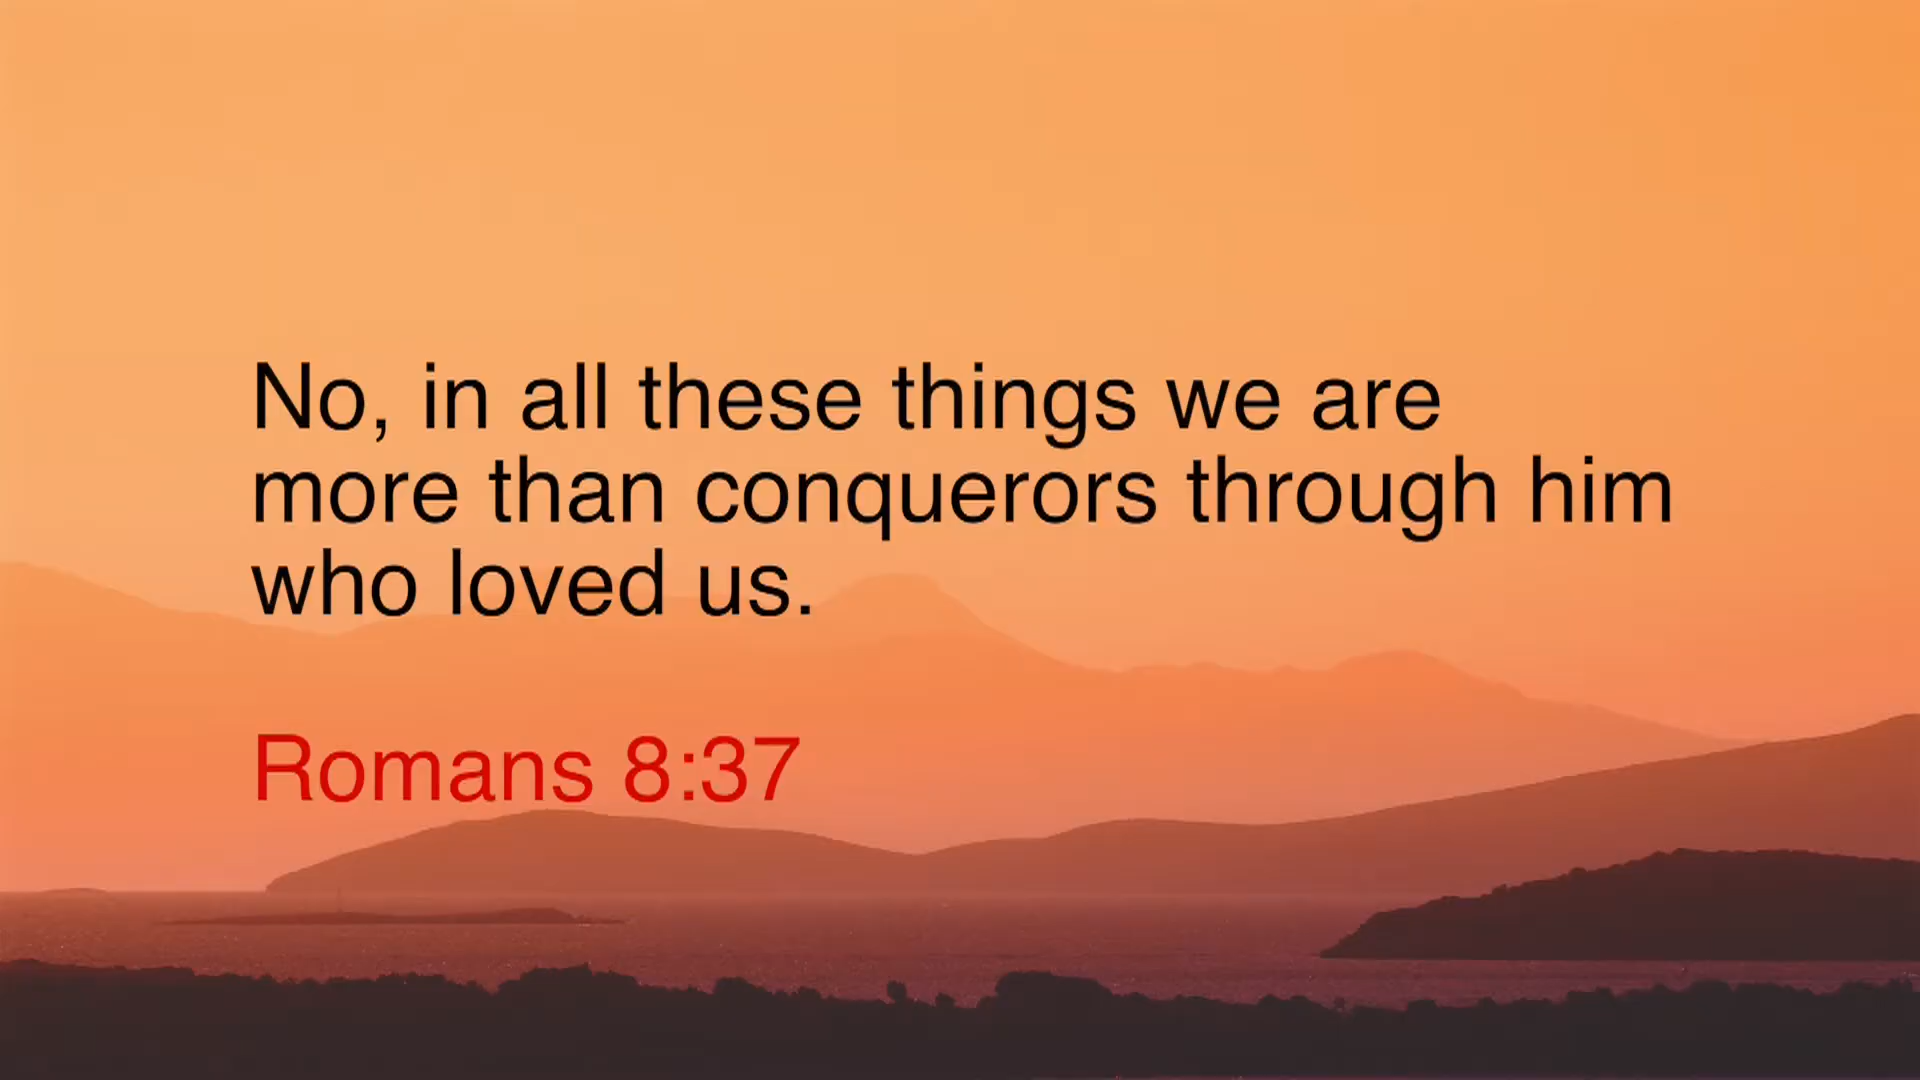 No, in all these things we are
more than conquerors through him
who loved us.
Romans 8:37